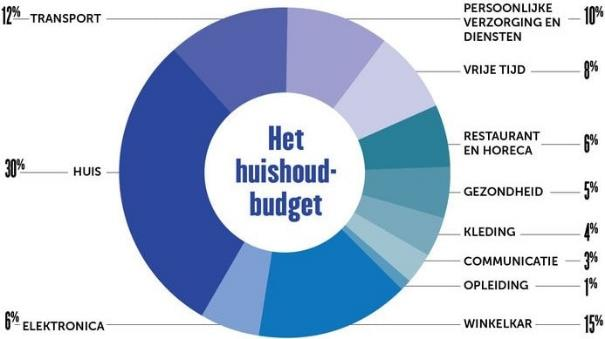 12% TRANSPORT
30% HUIS
6% ELEKTRONICA
Het
huishoud-
budget
PERSOONLIJKE
VERZORGING EN
DIENSTEN
10%
VRIJE TIJD 8%
RESTAURANT
EN HORECA
6%
GEZONDHEID 5%
KLEDING 4%
COMMUNICATIE 3%
OPLEIDING 1%
WINKELKAR 15%